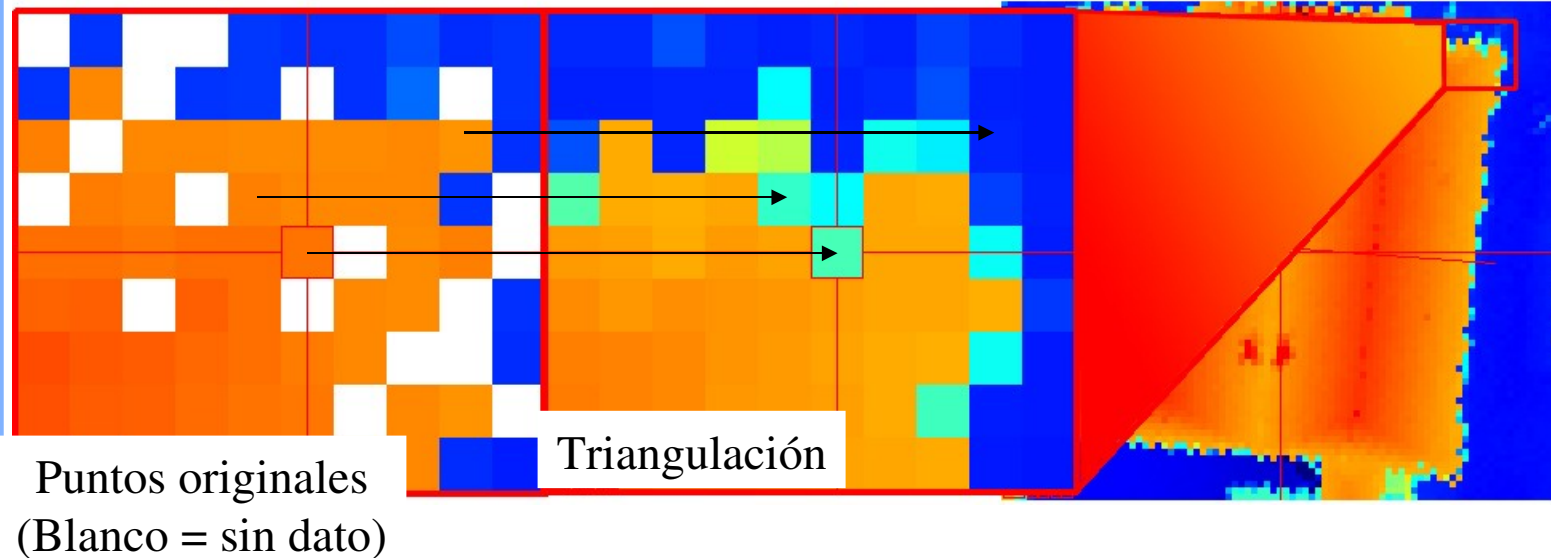 Puntos originales
(Blanco = sin dato)
Triangulación